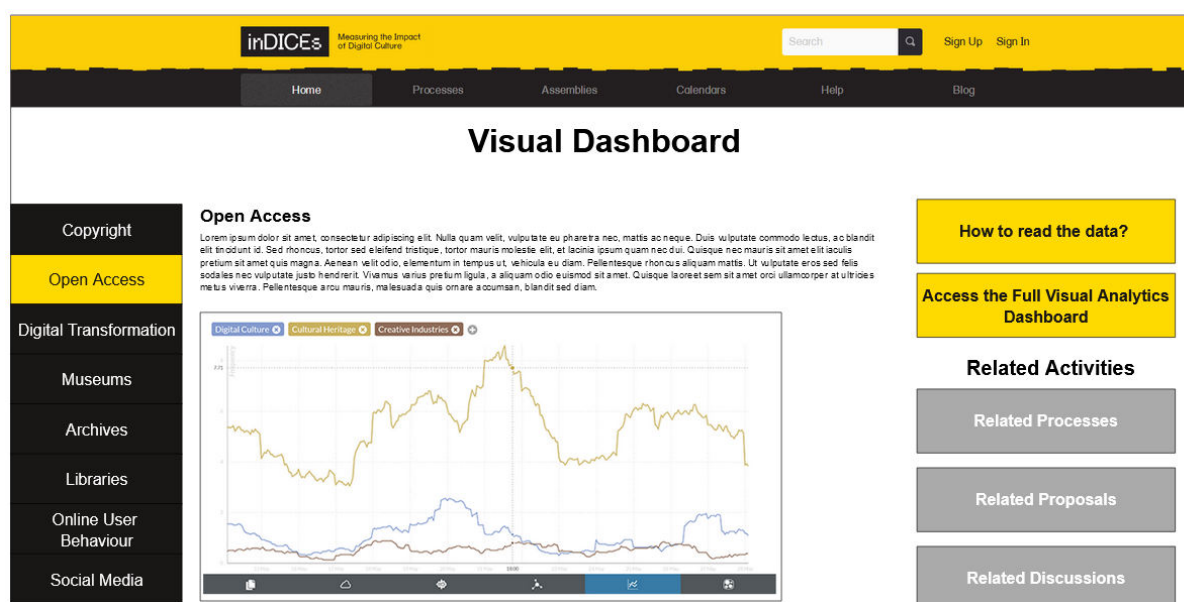 inDICEs
Measuring the Impact
of Digital Culture
Search
Sign Up Sign In
Home Processes Assemblies Calendars Help Blog
Visual Dashboard
Copyright
Open Access
Digital Transformation
Museums
Archives
Libraries
Online User
Behaviour
Social Media
Open Access
Lorem ipsum dolor sit amet, consectetur adipiscing elit. Nulla quam velit, vulputate eu pharetra nec, mattis ac neque. Duis vulputate commodo lectus, ac blandit
elit tincidunt id. Sed rhoncus, tortor sed eleifend tristique, tortor mauris molestie elit, et lacinia ipsum quam nec dui. Quisque nec mauris sit amet elit iaculis
pretium sit amet quis magna. Aenean velit odio, elementum in tempus ut, vehicula eu diam. Pellentesque rhoncus aliquam mattis. Ut vulputate eros sed felis
sodales nec vulputate justo hendrerit. Vivamus varius pretium ligula, a aliquam odio euismod sit amet. Quisque laoreet sem sit amet orci ullamcorper at ultricies
metus viverra. Pellentesque arcu mauris, malesuada quis ornare accumsan, blandit sed diam.
Digital Culture Cultural Heritage Creative Industries
Frequency
How to read the data?
Access the Full Visual Analytics
Dashboard
Related Activities
Related Processes
Related Proposals
Related Discussions